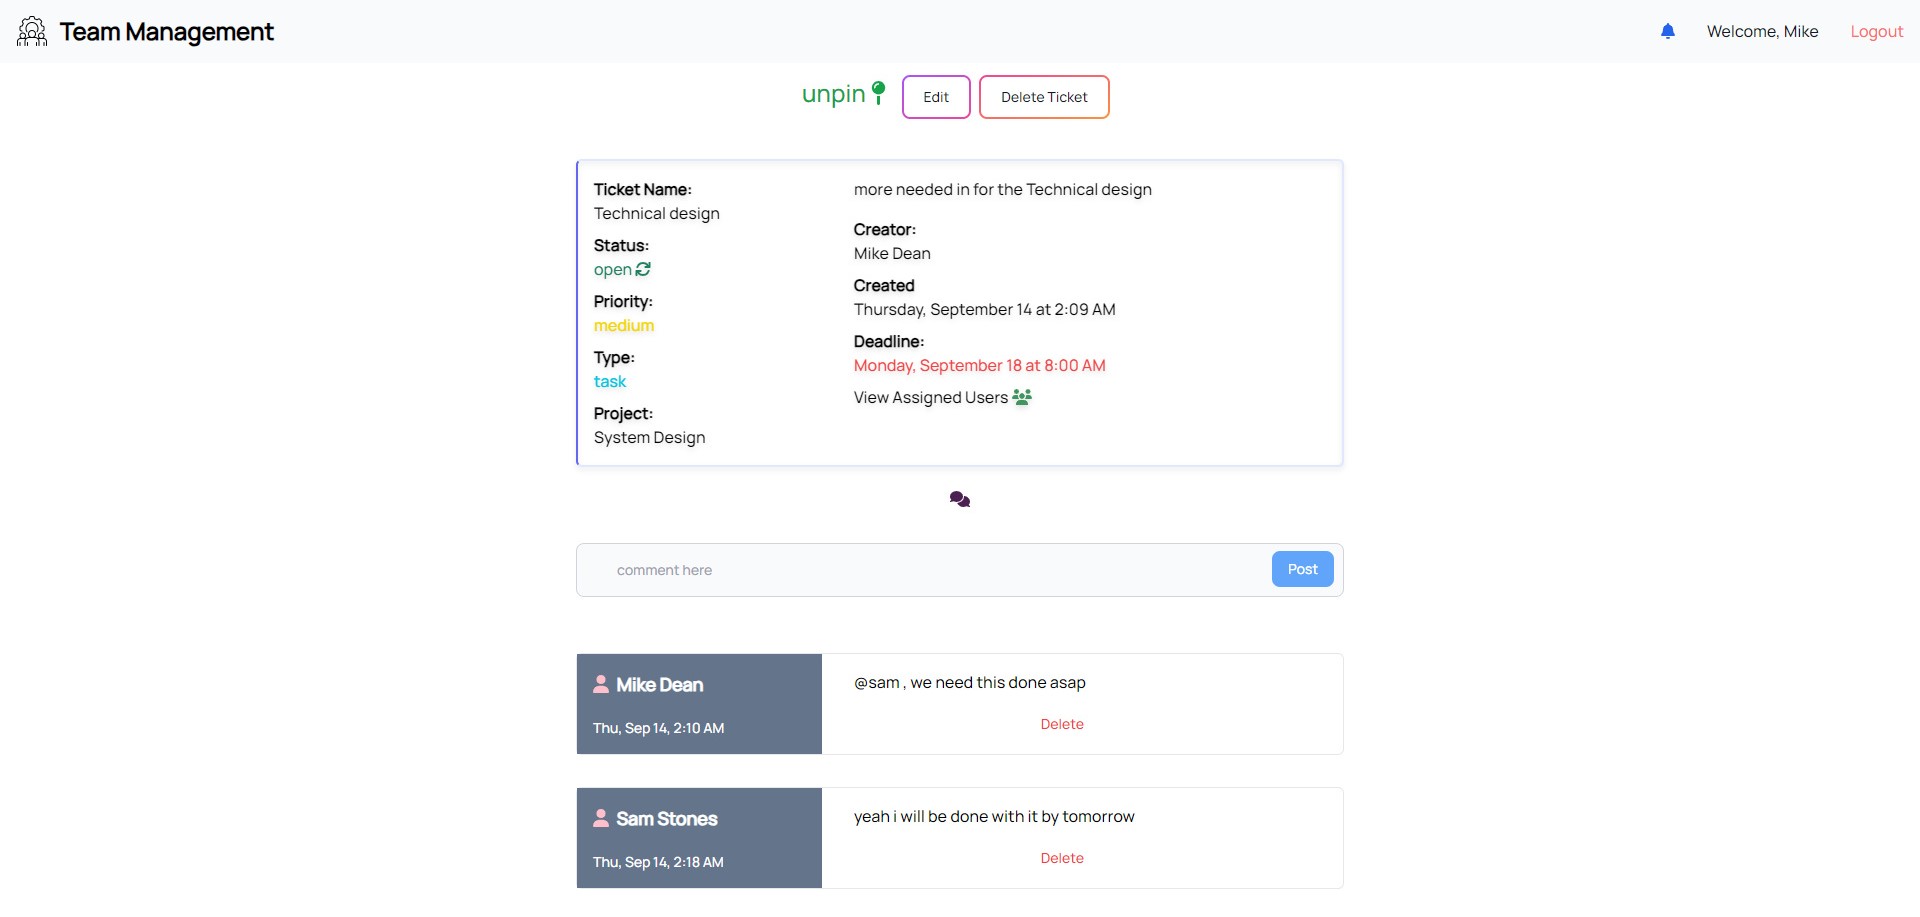 Team Management
Welcome, Mike
Logout
unpin
Edit
Delete Ticket
Ticket Name:
Technical design
Status:
open
Priority:
medium
Type:
task
Project:
System Design
more needed in for the Technical design
Creator:
Mike Dean
Created
Thursday, September 14 at 2:09 AM
Deadline:
Monday, September 18 at 8:00 AM
View Assigned Users
comment here
Post
Mike Dean
Thu, Sep 14, 2:10 AM
@sam , we need this done asap
Delete
Sam Stones
Thu, Sep 14, 2:18 AM
yeah i will be done with it by tomorrow
Delete